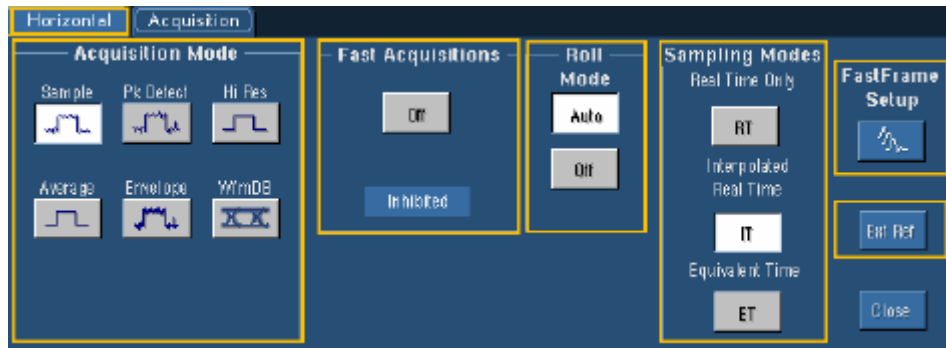 Horizontal
Acquisition
Acquisition Mode
Sample
Pk Detect
Hi Res
Average
Envelope
WfmDB
Fast Acquisitions
Off
Inhibited
Roll
Mode
Auto
Off
Sampling Modes
Real Time Only
RT
Interpolated
Real Time
IT
Equivalent Time
ET
FastFrame
Setup
Ext Ref
Close